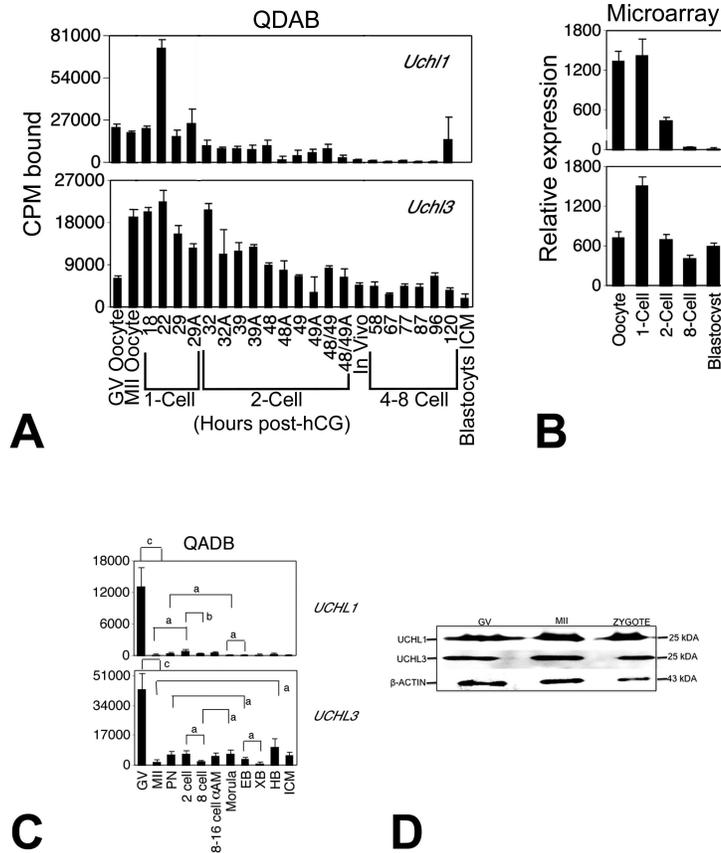 QDAB
Microarray
CPM bound
81000
54000
27000
0
Uchl1
27000
18000
9000
0
Uchl3
GV Oocyte
MII Oocyte
18
22
29
29A
32
32A
39
39A
48
48A
49
49A
48/49
48/49A
In Vivo
58
67
77
87
96
120
Blastocyts ICM
1-Cell
2-Cell
4-8 Cell
(Hours post-hCG)
A
Relative expression
1800
1200
600
0
1800
1200
600
0
Oocyte
1-Cell
2-Cell
8-Cell
Blastocyst
B
QADB
c
18000
12000
6000
0
a
a
b
a
UCHL1
c
51000
34000
17000
0
a
a
a
a
a
UCHL3
GV
MII
PN
2 cell
8 cell
8-16 cell αAM
Morula
EB
XB
HB
ICM
C
GV MII ZYGOTE
UCHL1 25 kDA
UCHL3 25 kDA
β-ACTIN 43 kDA
D